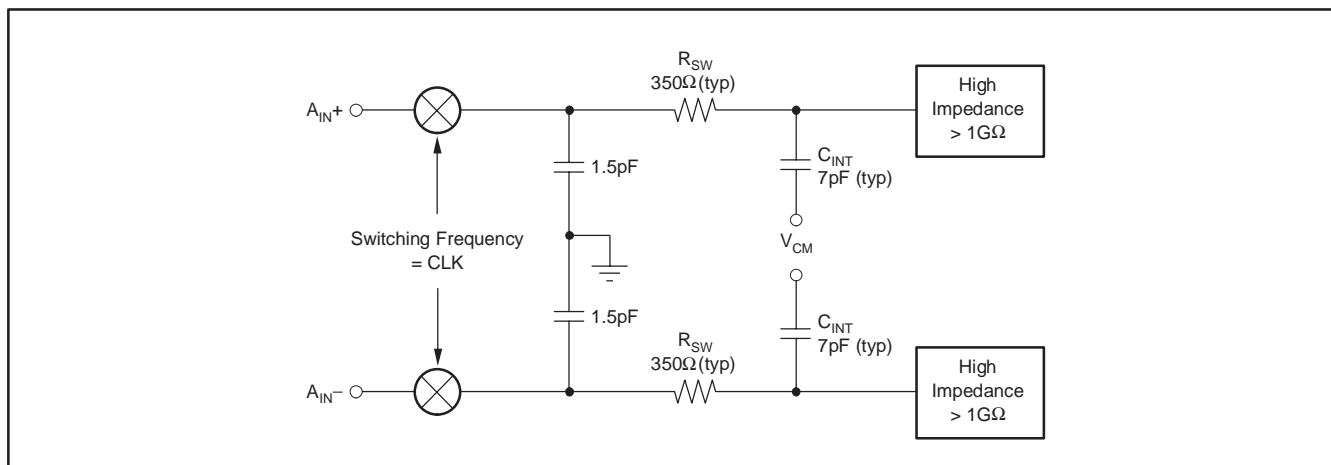 R_SW
350Ω(typ)
High
Impedance
> 1GΩ
A_IN+
1.5pF
C_INT
7pF (typ)
Switching Frequency
= CLK
V_CM
1.5pF
R_SW
350Ω(typ)
C_INT
7pF (typ)
High
Impedance
> 1GΩ
A_IN−